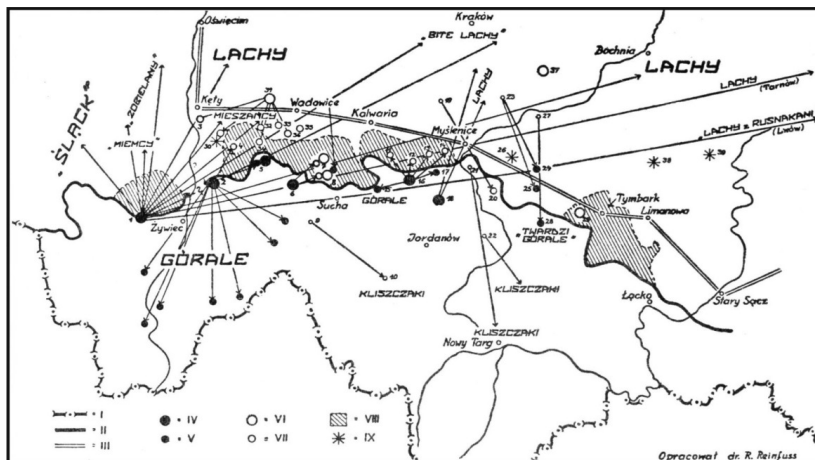 Oświęcim
Kraków
"BITE LACHY"
Bochnia
LACHY
"ŚLĄCK"
"ZDBIELANY"
"MIEMCY"
Kęty
MIESZAŃCY
Wadowice
Kalwaria
LACHY
Myślenice
LACHY
LACHY
(Tarnów)
LACHY z RUSNAKAMI
(Lwów)
Żywiec
Sucha
GÓRALE
GÓRALE
Jordanów
"TWARDZI
GÓRALE"
Tymbark
Limanowa
KLISZCZAKI
KLISZCZAKI
KLISZCZAKI
Nowy Targ
Łącko
Stary Sącz
= I
= II
= III
= IV
= V
= VI
= VII
= VIII
= IX
Opracował dr. R. Reinfuss